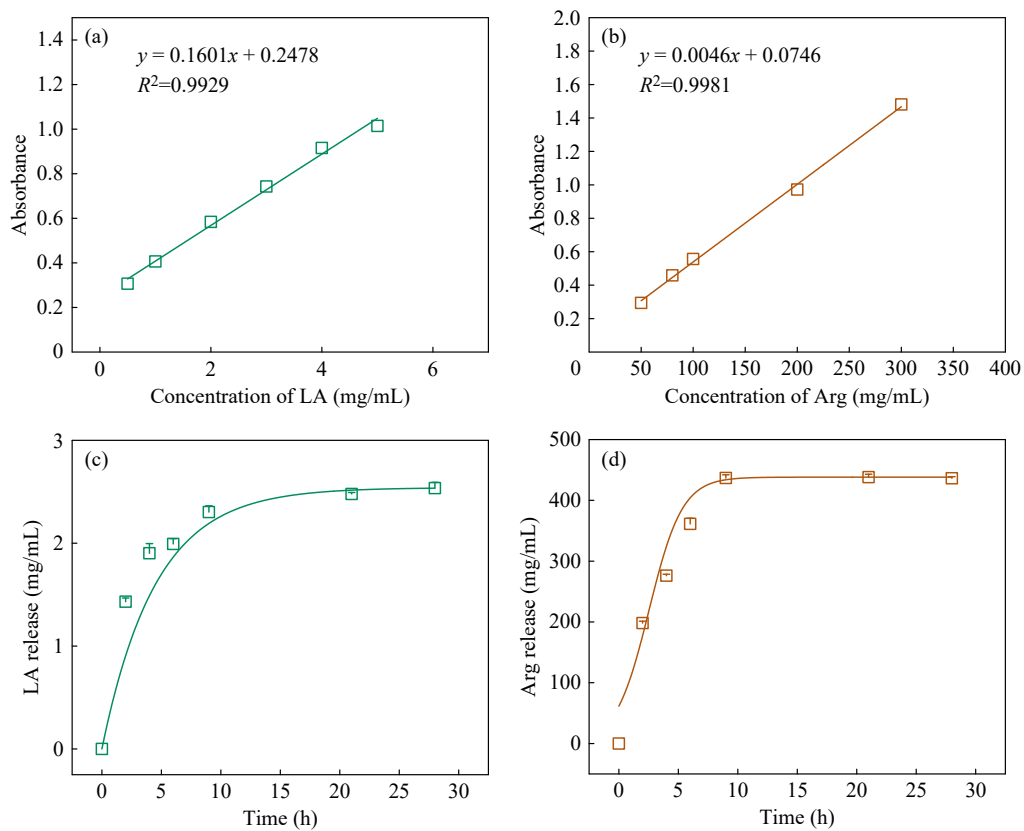 (a)
y = 0.1601x + 0.2478
R²=0.9929
1.4
1.2
1.0
0.8
0.6
0.4
0.2
0
Absorbance
0 2 4 6
Concentration of LA (mg/mL)
(b)
y = 0.0046x + 0.0746
R²=0.9981
2.0
1.8
1.6
1.4
1.2
1.0
0.8
0.6
0.4
0.2
0
Absorbance
0 50 100 150 200 250 300 350 400
Concentration of Arg (mg/mL)
(c)
3
2
1
0
LA release (mg/mL)
0 5 10 15 20 25 30
Time (h)
(d)
500
400
300
200
100
0
Arg release (mg/mL)
0 5 10 15 20 25 30
Time (h)